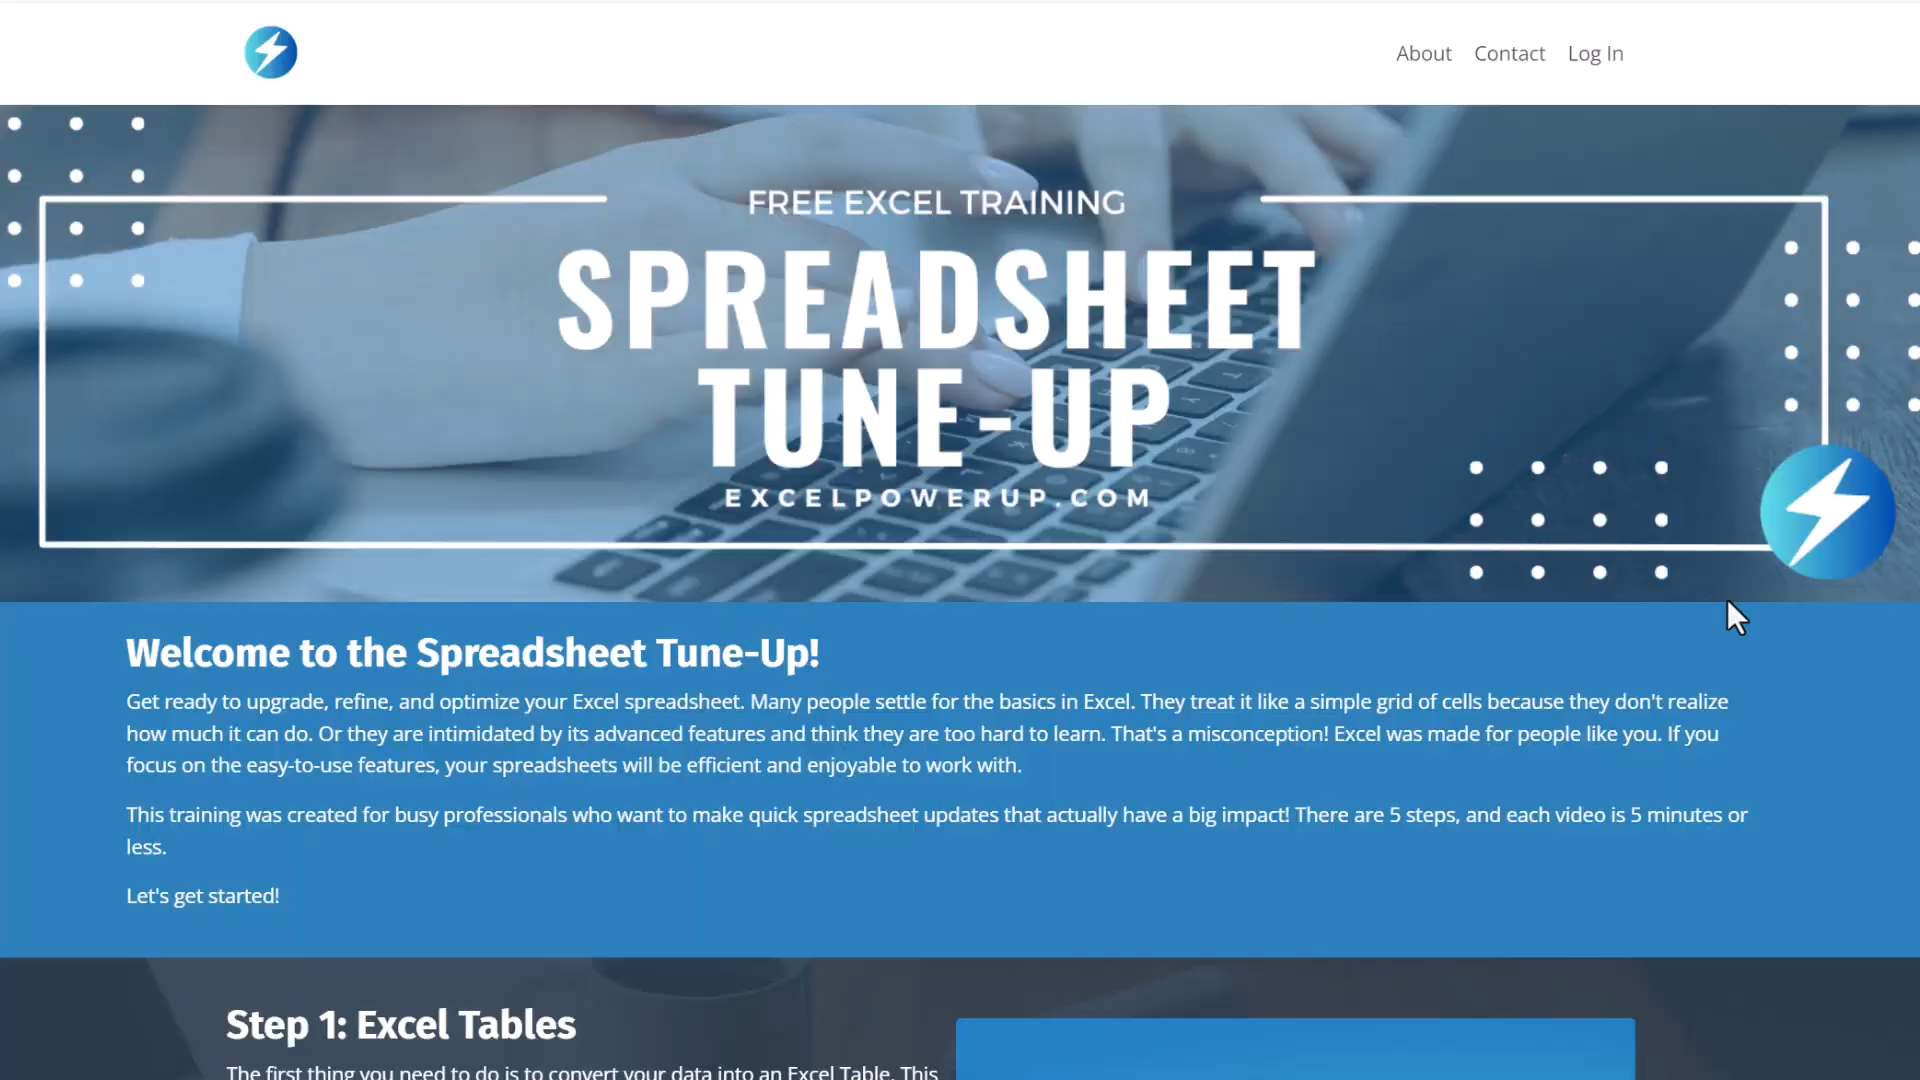 About Contact Log In
FREE EXCEL TRAINING
SPREADSHEET
TUNE-UP
EXCELPOWERUP.COM
Welcome to the Spreadsheet Tune-Up!
Get ready to upgrade, refine, and optimize your Excel spreadsheet. Many people settle for the basics in Excel. They treat it like a simple grid of cells because they don't realize
how much it can do. Or they are intimidated by its advanced features and think they are too hard to learn. That's a misconception! Excel was made for people like you. If you
focus on the easy-to-use features, your spreadsheets will be efficient and enjoyable to work with.
This training was created for busy professionals who want to make quick spreadsheet updates that actually have a big impact! There are 5 steps, and each video is 5 minutes or
less.
Let's get started!
Step 1: Excel Tables
The first thing you need to do is to convert your data into an Excel Table. This